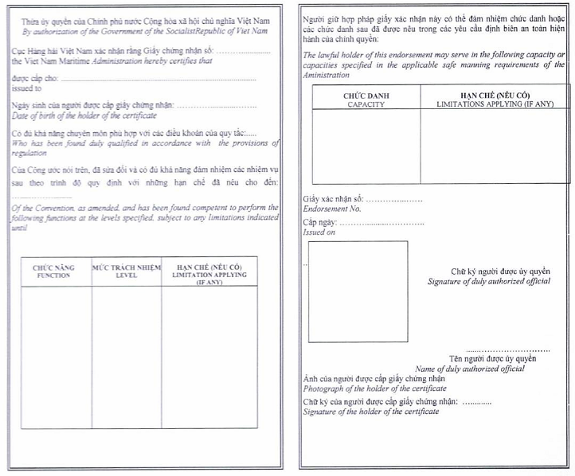 Thừa ủy quyền của Chính phủ nước Cộng hòa xã hội chủ nghĩa Việt Nam
By authorization of the Government of the SocialistRepublic of Viet Nam
Cục Hàng hải Việt Nam xác nhận rằng Giấy chứng nhận số: ....................
the Viet Nam Maritime Administration hereby certifies that
được cấp cho: ....................
issued to
Ngày sinh của người được cấp giấy chứng nhận: ....................
Date of birth of the holder of the certificate
Có đủ khả năng chuyên môn phù hợp với các điều khoản của quy tắc:.....
Who has been found duly qualified in accordance with the provisions of
regulation
Của Công ước nói trên, đã sửa đổi và có đủ khả năng đảm nhiệm các nhiệm vụ
sau theo trình độ quy định với những hạn chế đã nêu cho đến:
....................
Of the Convention, as amended, and has been found competent to perform the
following functions at the levels specified, subject to any limitations indicated
until
CHỨC NĂNG MỨC TRÁCH NHIỆM HẠN CHẾ (NẾU CÓ)
FUNCTION LEVEL LIMITATION APPLYING
(IF ANY)
Người giữ hợp pháp giấy xác nhận này có thể đảm nhiệm chức danh hoặc
các chức danh sau đã được nêu trong các yêu cầu định biên an toàn hiện
hành của chính quyền:
The lawful holder of this endorsement may serve in the following capacity or
capacities specified in the applicable safe manning requirements of the
Aministration
CHỨC DANH HẠN CHẾ (NẾU CÓ)
CAPACITY LIMITATIONS APPLYING (IF ANY)
Giấy xác nhận số: ....................
Endorsement No.
Cấp ngày: ....................
Issued on
..
Chữ ký người được ủy quyền
Signature of duly authorized official
....................
Tên người được ủy quyền
Name of duly authorized official
Ảnh của người được cấp giấy chứng nhận
Photograph of the holder of the certificate
Chữ ký của người được cấp giấy chứng nhận: ............
Signature of the holder of the certificate